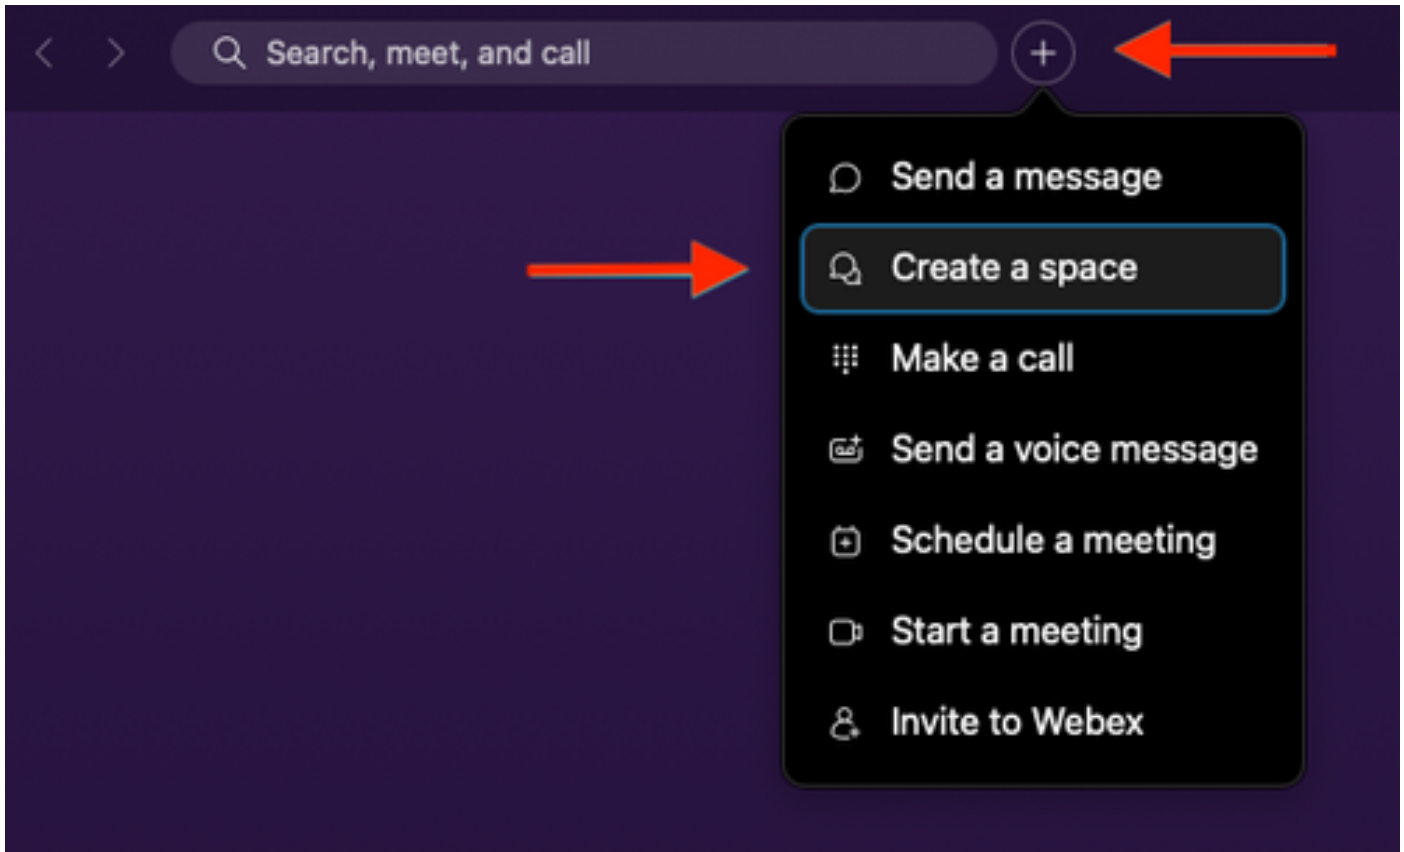 Search, meet, and call
Send a message
Create a space
Make a call
Send a voice message
Schedule a meeting
Start a meeting
Invite to Webex